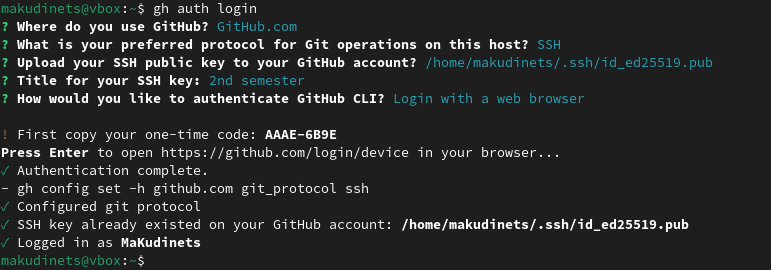 makudinets@vbox:~$ gh auth login
? Where do you use GitHub? GitHub.com
? What is your preferred protocol for Git operations on this host? SSH
? Upload your SSH public key to your GitHub account? /home/makudinets/.ssh/id_ed25519.pub
? Title for your SSH key: 2nd semester
? How would you like to authenticate GitHub CLI? Login with a web browser
! First copy your one-time code: AAAE-6B9E
Press Enter to open https://github.com/login/device in your browser...
✓ Authentication complete.
- gh config set -h github.com git_protocol ssh
✓ Configured git protocol
✓ SSH key already existed on your GitHub account: /home/makudinets/.ssh/id_ed25519.pub
✓ Logged in as MaKudinets
makudinets@vbox:~$